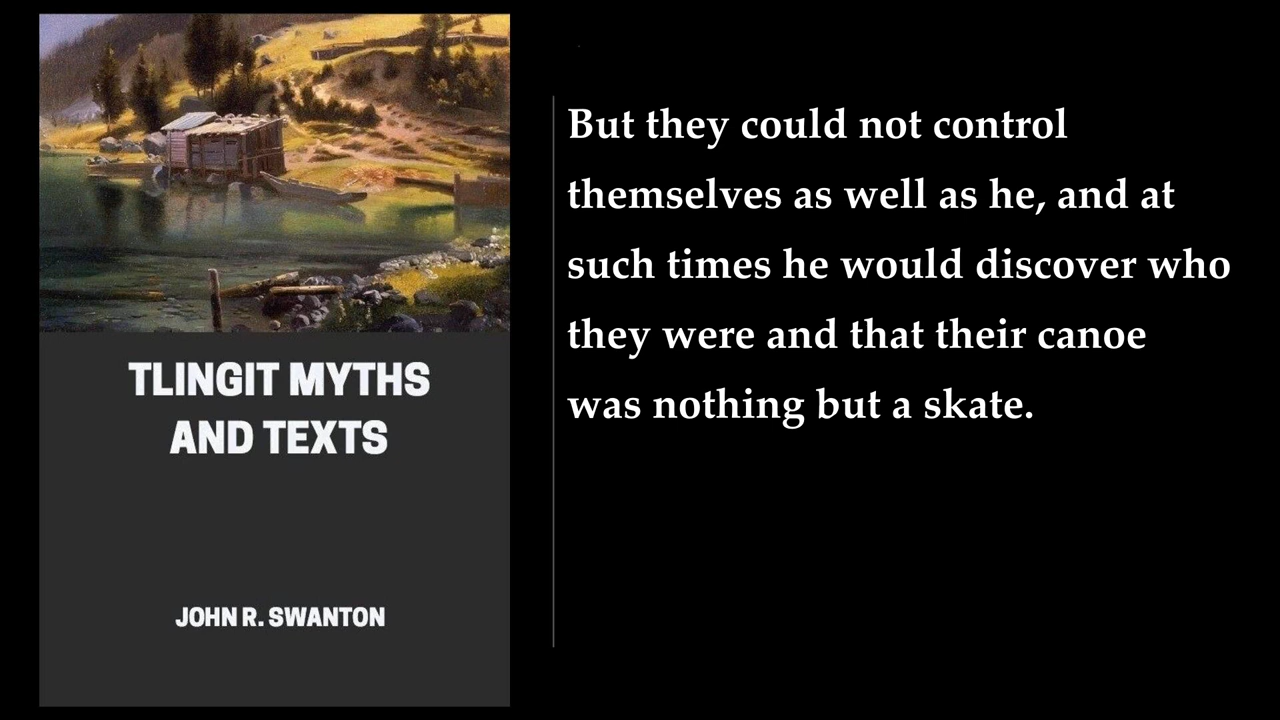 TLINGIT MYTHS
AND TEXTS
JOHN R. SWANTON
But they could not control
themselves as well as he, and at
such times he would discover who
they were and that their canoe
was nothing but a skate.